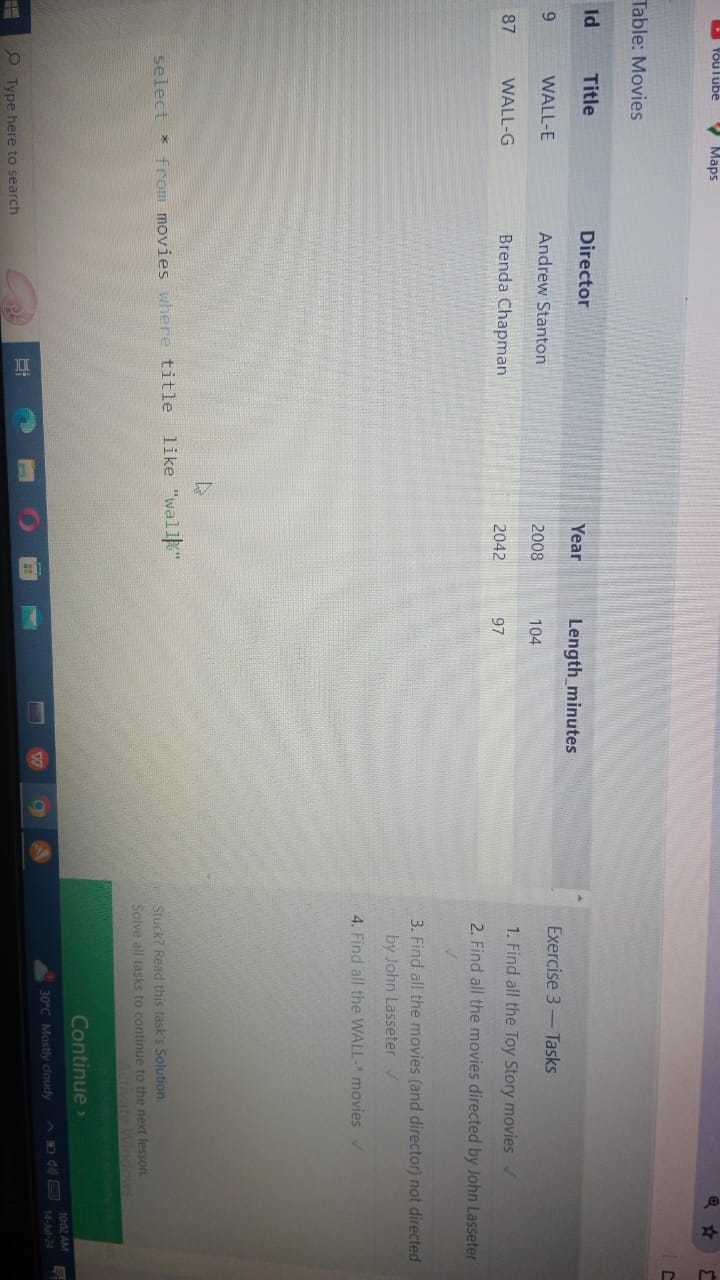 YouTube Maps
Table: Movies
Id Title Director Year Length_minutes
9 WALL-E Andrew Stanton 2008 104
87 WALL-G Brenda Chapman 2042 97
select * from movies where title like "wall%"
Exercise 3 — Tasks
1. Find all the Toy Story movies ✓
2. Find all the movies directed by John Lasseter
✓
3. Find all the movies (and director) not directed
by John Lasseter ✓
4. Find all the WALL-* movies ✓
Stuck? Read this task's Solution.
Solve all tasks to continue to the next lesson.
Activate Windows
Continue ›
Type here to search
30°C Mostly cloudy
10:02 AM
14-Jul-24